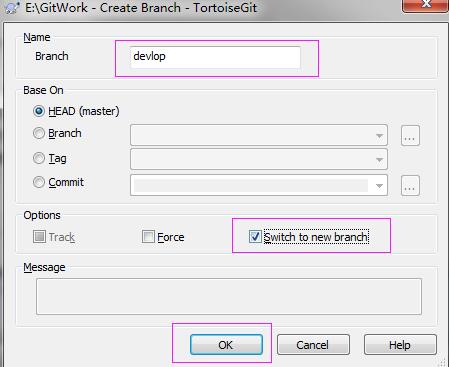 E:\GitWork - Create Branch - TortoiseGit
Name
Branch devlop
Base On
HEAD (master)
Branch ...
Tag
Commit ...
Options
Track Force Switch to new branch
Message
OK Cancel Help